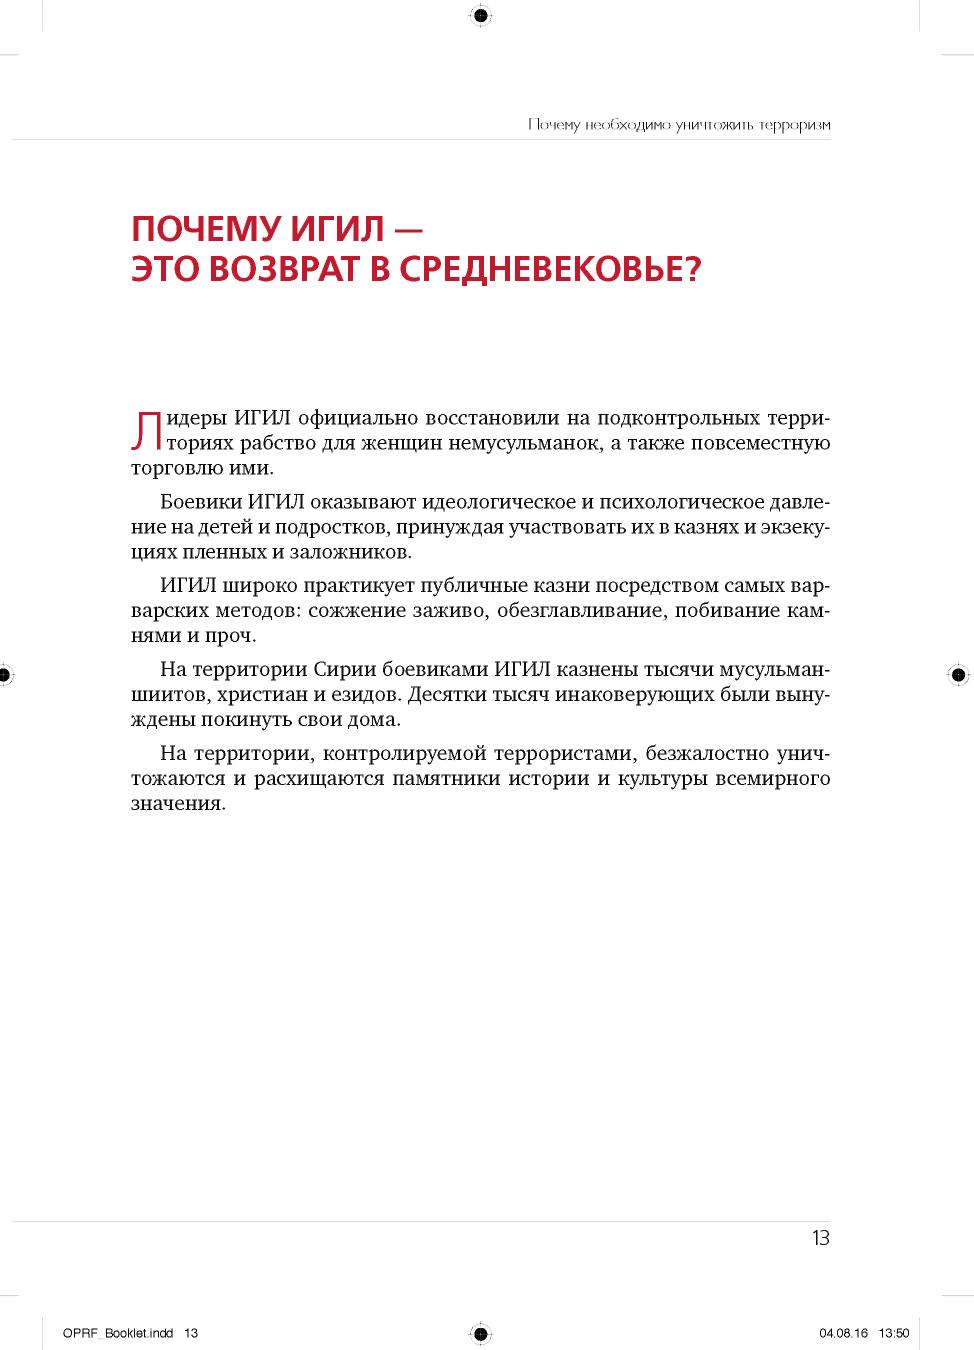 Почему необходимо уничтожить терроризм
ПОЧЕМУ ИГИЛ —
ЭТО ВОЗВРАТ В СРЕДНЕВЕКОВЬЕ?
Лидеры ИГИЛ официально восстановили на подконтрольных терри-
ториях рабство для женщин немусульманок, а также повсеместную
торговлю ими.
Боевики ИГИЛ оказывают идеологическое и психологическое давле-
ние на детей и подростков, принуждая участвовать их в казнях и экзеку-
циях пленных и заложников.
ИГИЛ широко практикует публичные казни посредством самых вар-
варских методов: сожжение заживо, обезглавливание, побивание кам-
нями и проч.
На территории Сирии боевиками ИГИЛ казнены тысячи мусульман-
шиитов, христиан и езидов. Десятки тысяч инаковерующих были выну-
ждены покинуть свои дома.
На территории, контролируемой террористами, безжалостно унич-
тожаются и расхищаются памятники истории и культуры всемирного
значения.
13
OPRF_Booklet.indd 13
04.08.16 13:50